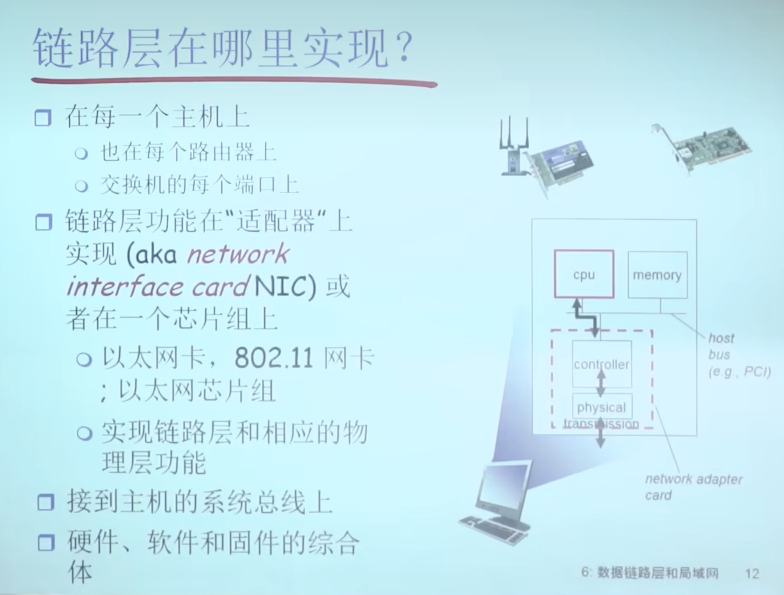 链路层在哪里实现？
在每一个主机上
也在每个路由器上
交换机的每个端口上
链路层功能在“适配器”上
实现 (aka network
interface card NIC) 或
者在一个芯片组上
以太网卡，802.11 网卡
；以太网芯片组
实现链路层和相应的物
理层功能
接到主机的系统总线上
硬件、软件和固件的综合
体
cpu
memory
host
bus
(e.g., PCI)
controller
physical
transmission
network adapter
card
6: 数据链路层和局域网 12